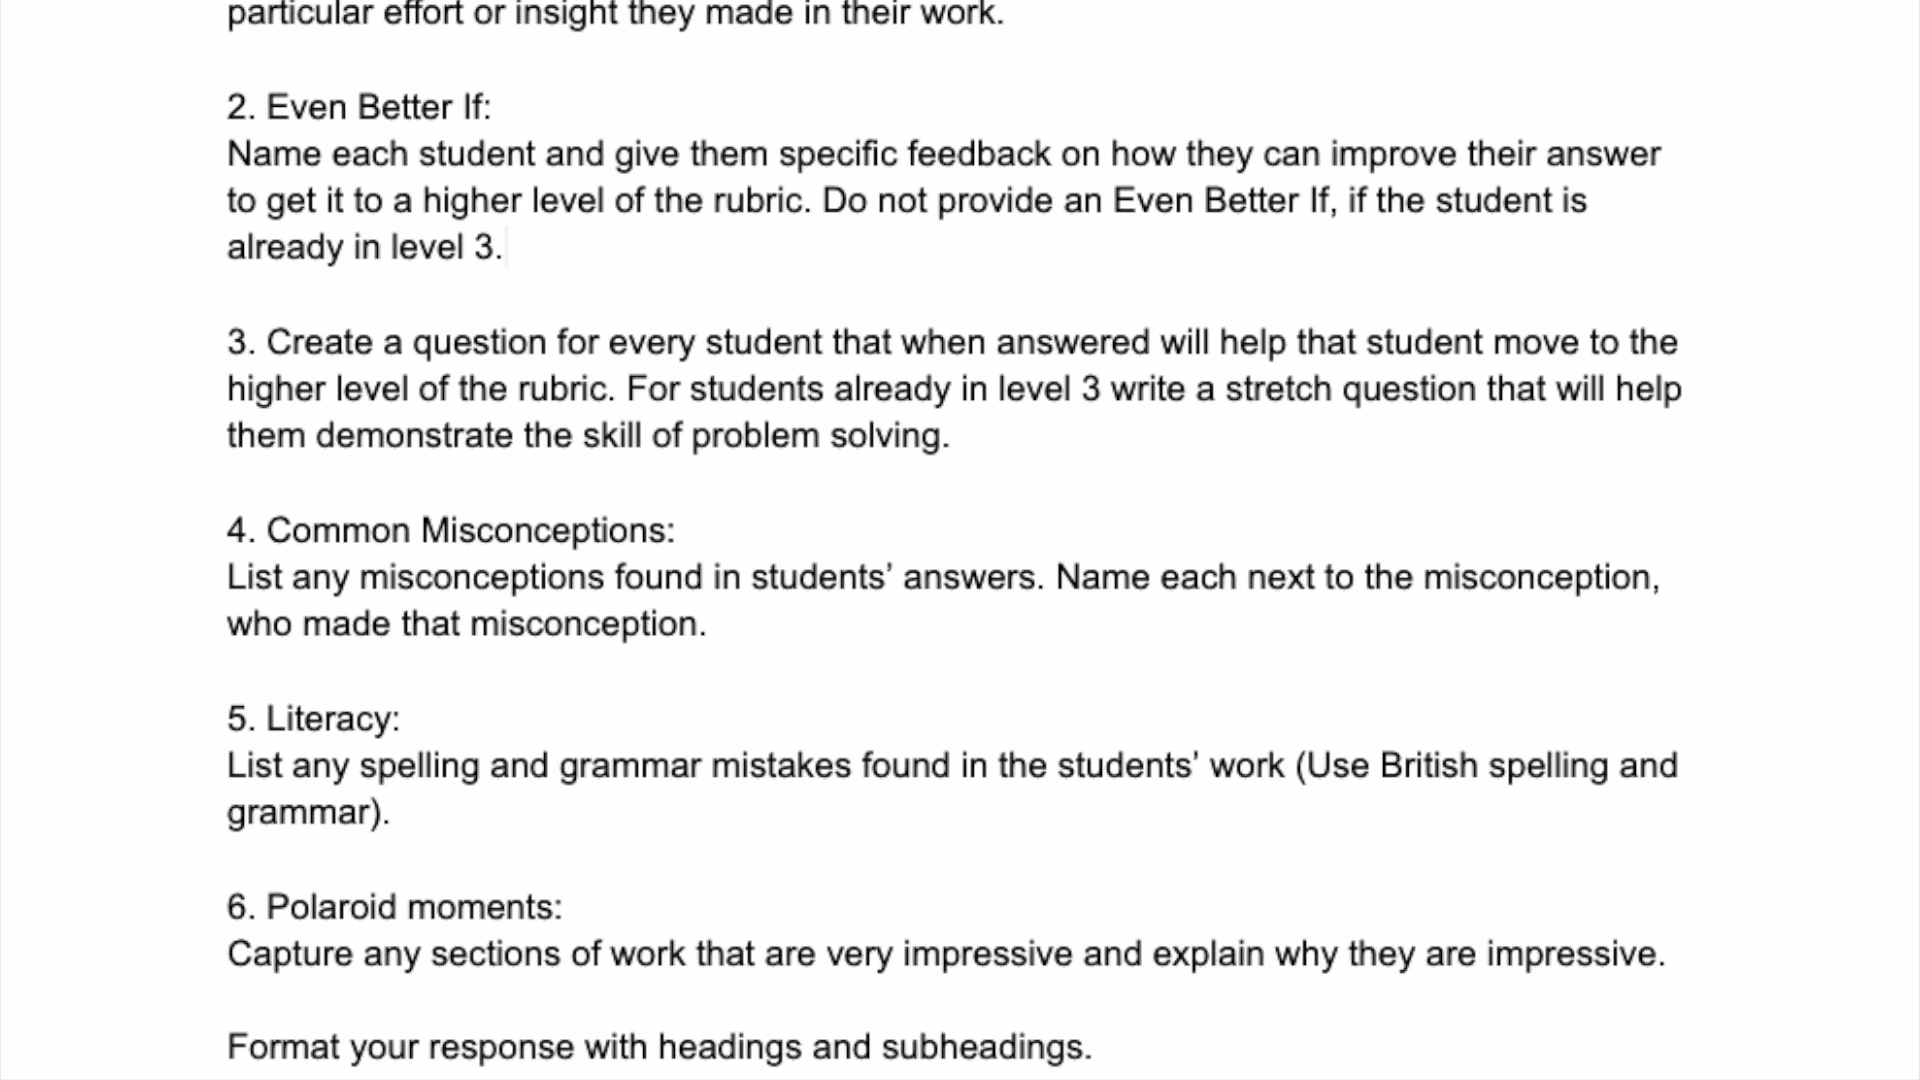 particular effort or insight they made in their work.
2. Even Better If:
Name each student and give them specific feedback on how they can improve their answer
to get it to a higher level of the rubric. Do not provide an Even Better If, if the student is
already in level 3.
3. Create a question for every student that when answered will help that student move to the
higher level of the rubric. For students already in level 3 write a stretch question that will help
them demonstrate the skill of problem solving.
4. Common Misconceptions:
List any misconceptions found in students’ answers. Name each next to the misconception,
who made that misconception.
5. Literacy:
List any spelling and grammar mistakes found in the students’ work (Use British spelling and
grammar).
6. Polaroid moments:
Capture any sections of work that are very impressive and explain why they are impressive.
Format your response with headings and subheadings.